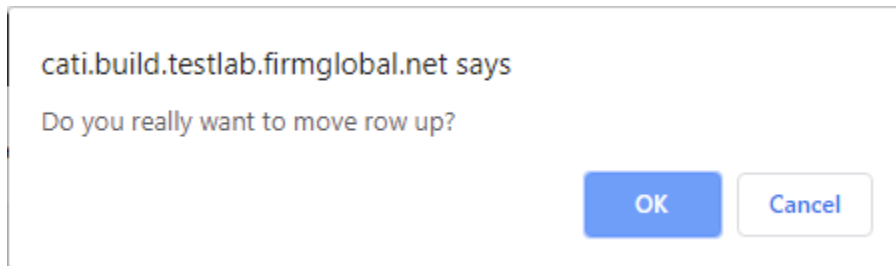 cati.build.testlab.firmglobal.net says
Do you really want to move row up?
OK Cancel